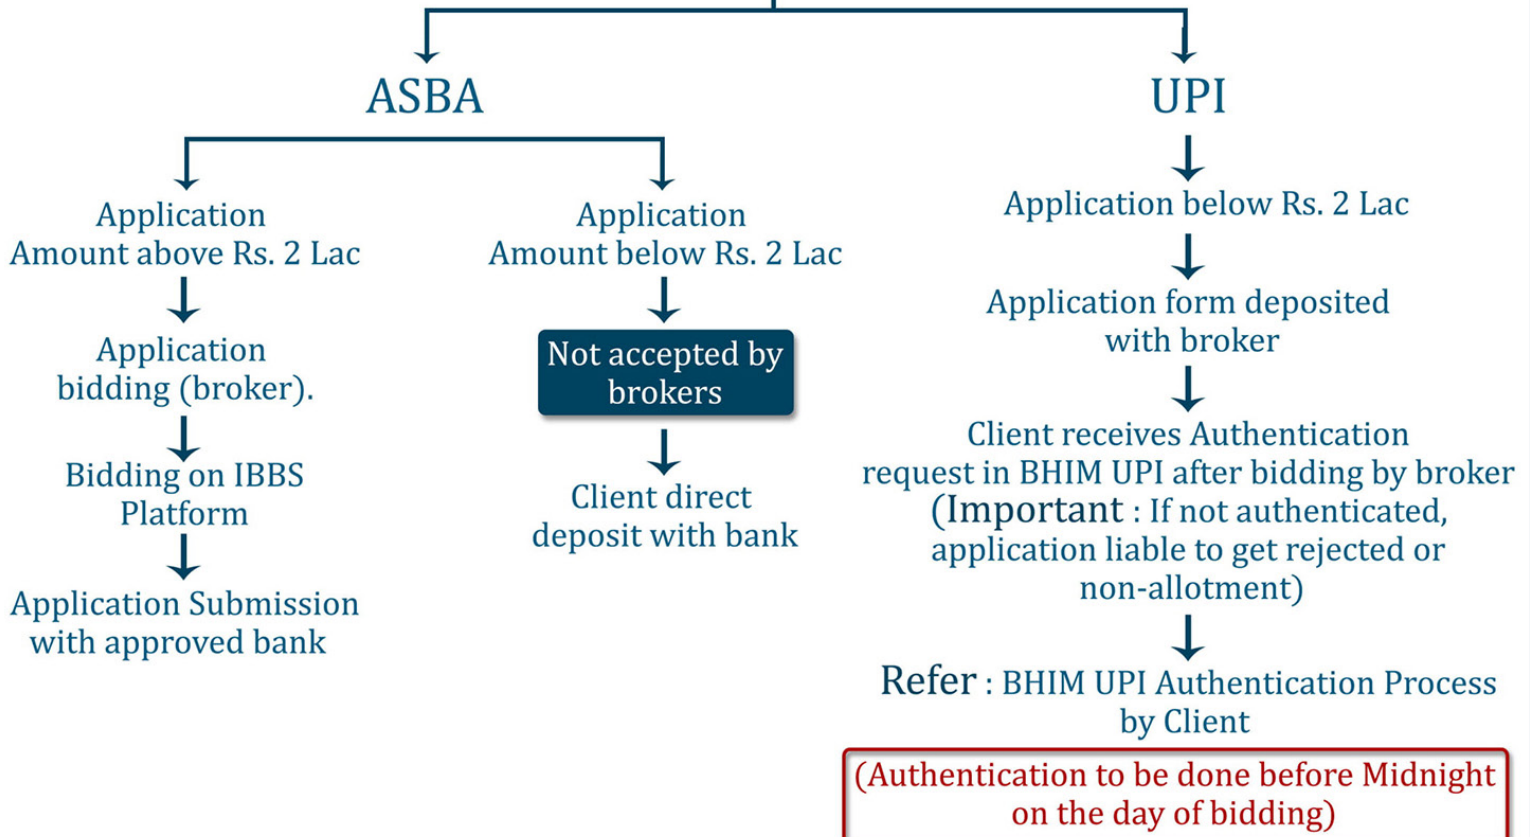 ASBA
UPI
Application
Amount above Rs. 2 Lac
Application
bidding (broker).
Bidding on IBBS
Platform
Application Submission
with approved bank
Application
Amount below Rs. 2 Lac
Not accepted by
brokers
Client direct
deposit with bank
Application below Rs. 2 Lac
Application form deposited
with broker
Client receives Authentication
request in BHIM UPI after bidding by broker
(Important : If not authenticated,
application liable to get rejected or
non-allotment)
Refer : BHIM UPI Authentication Process
by Client
(Authentication to be done before Midnight
on the day of bidding)